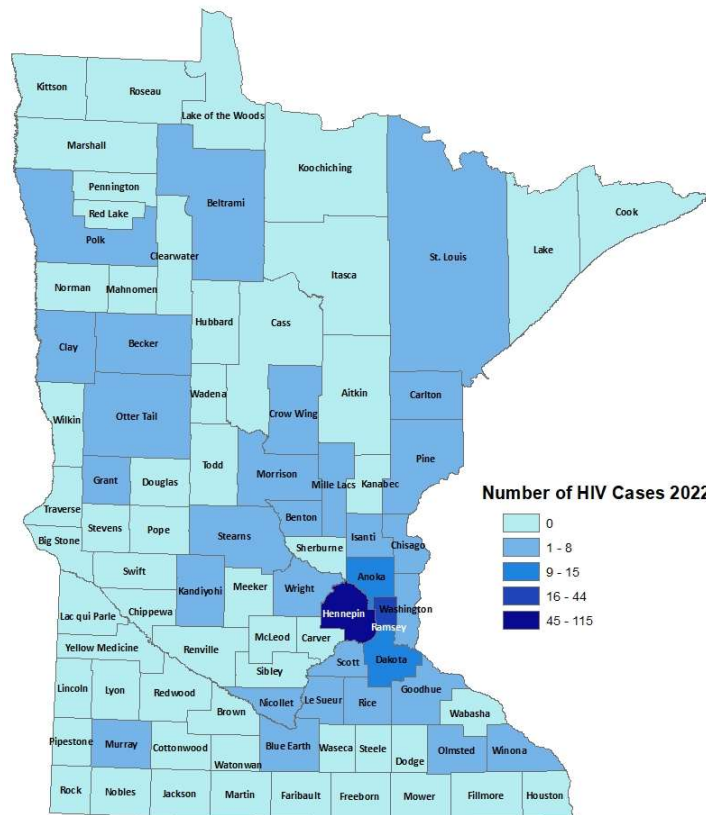 Kittson
Roseau
Lake of the Woods
Marshall
Koochiching
Pennington
Beltrami
Red Lake
Cook
Polk
Lake
Clearwater
St. Louis
Itasca
Norman
Mahnomen
Hubbard
Cass
Clay
Becker
Wadena
Aitkin
Carlton
Crow Wing
Otter Tail
Wilkin
Pine
Todd
Morrison
Mille Lacs
Kanabec
Grant
Douglas
Number of HIV Cases 2022
Traverse
Benton
0
Stevens
Pope
Stearns
Isanti
Big Stone
Chisago
1 - 8
Sherburne
Swift
Anoka
9 - 15
Kandiyohi
Meeker
Wright
16 - 44
Chippewa
Hennepin
Washington
Lac qui Parle
45 - 115
Ramsey
McLeod
Carver
Yellow Medicine
Renville
Dakota
Scott
Sibley
Lincoln
Lyon
Redwood
Nicollet
Le Sueur
Rice
Goodhue
Brown
Wabasha
Pipestone
Murray
Cottonwood
Blue Earth
Waseca
Steele
Dodge
Olmsted
Winona
Watonwan
Rock
Nobles
Jackson
Martin
Faribault
Freeborn
Mower
Fillmore
Houston